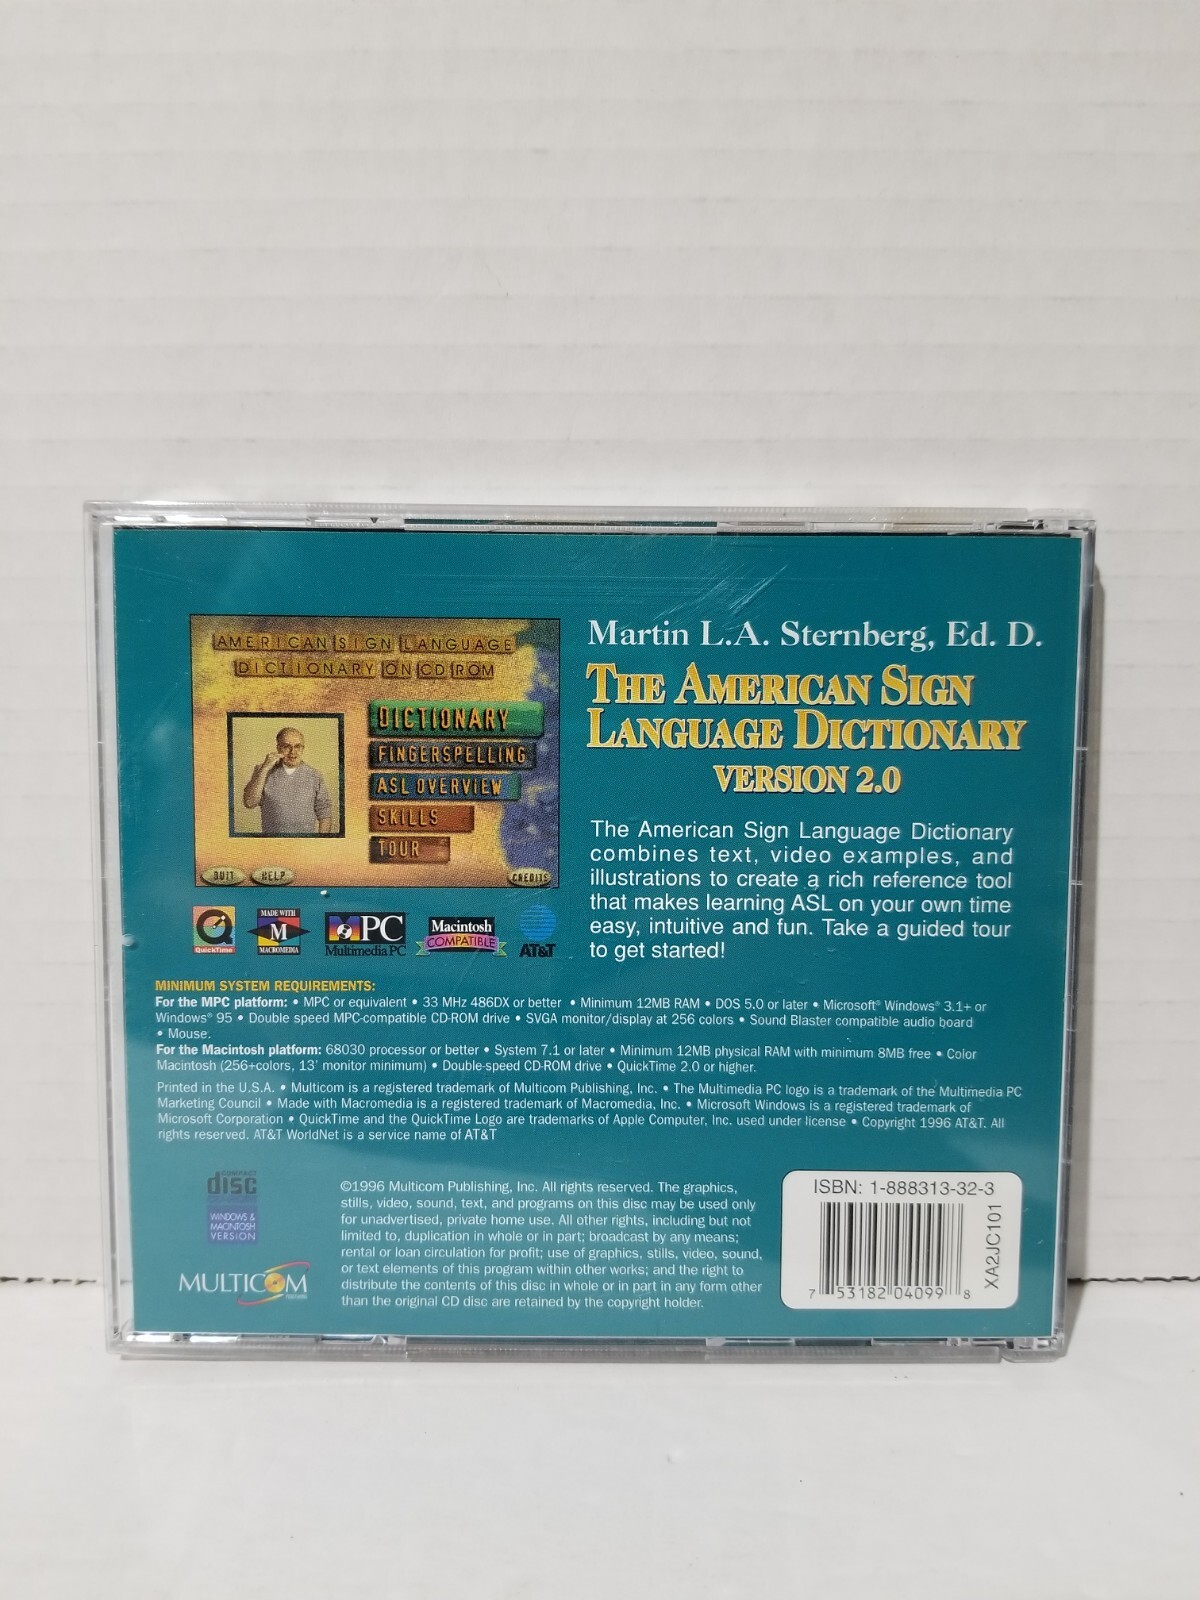 AMERICAN SIGN LANGUAGE
DICTIONARY ON CD ROM
DICTIONARY
FINGERSPELLING
ASL OVERVIEW
SKILLS
TOUR
QUIT
HELP?
CREDITS
Martin L.A. Sternberg, Ed. D.
THE AMERICAN SIGN
LANGUAGE DICTIONARY
VERSION 2.0
The American Sign Language Dictionary
combines text, video examples, and
illustrations to create a rich reference tool
that makes learning ASL on your own time
easy, intuitive and fun. Take a guided tour
to get started!
QuickTime
MADE WITH
M
MACROMEDIA
MPC
Multimedia PC
Macintosh
COMPATIBLE
AT&T
MINIMUM SYSTEM REQUIREMENTS:
For the MPC platform: • MPC or equivalent • 33 MHz 486DX or better • Minimum 12MB RAM • DOS 5.0 or later • Microsoft® Windows® 3.1+ or
Windows® 95 • Double speed MPC-compatible CD-ROM drive • SVGA monitor/display at 256 colors • Sound Blaster compatible audio board
• Mouse.
For the Macintosh platform: 68030 processor or better • System 7.1 or later • Minimum 12MB physical RAM with minimum 8MB free • Color
Macintosh (256+colors, 13' monitor minimum) • Double-speed CD-ROM drive • QuickTime 2.0 or higher.
Printed in the U.S.A. • Multicom is a registered trademark of Multicom Publishing, Inc. • The Multimedia PC logo is a trademark of the Multimedia PC
Marketing Council • Made with Macromedia is a registered trademark of Macromedia, Inc. • Microsoft Windows is a registered trademark of
Microsoft Corporation • QuickTime and the QuickTime Logo are trademarks of Apple Computer, Inc. used under license • Copyright 1996 AT&T. All
rights reserved. AT&T WorldNet is a service name of AT&T
COMPACT
disc
WINDOWS &
MACINTOSH
VERSION
MULTICOM
©1996 Multicom Publishing, Inc. All rights reserved. The graphics,
stills, video, sound, text, and programs on this disc may be used only
for unadvertised, private home use. All other rights, including but not
limited to, duplication in whole or in part; broadcast by any means;
rental or loan circulation for profit; use of graphics, stills, video, sound,
or text elements of this program within other works; and the right to
distribute the contents of this disc in whole or in part in any form other
than the original CD disc are retained by the copyright holder.
ISBN: 1-888313-32-3
7 53182 04099 8
XA2JC101